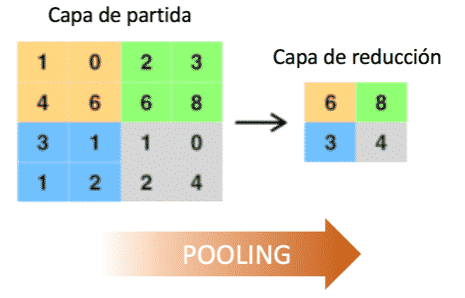 Capa de partida
Capa de reducción
1 0 2 3
4 6 6 8
3 1 1 0
1 2 2 4
6 8
3 4
POOLING